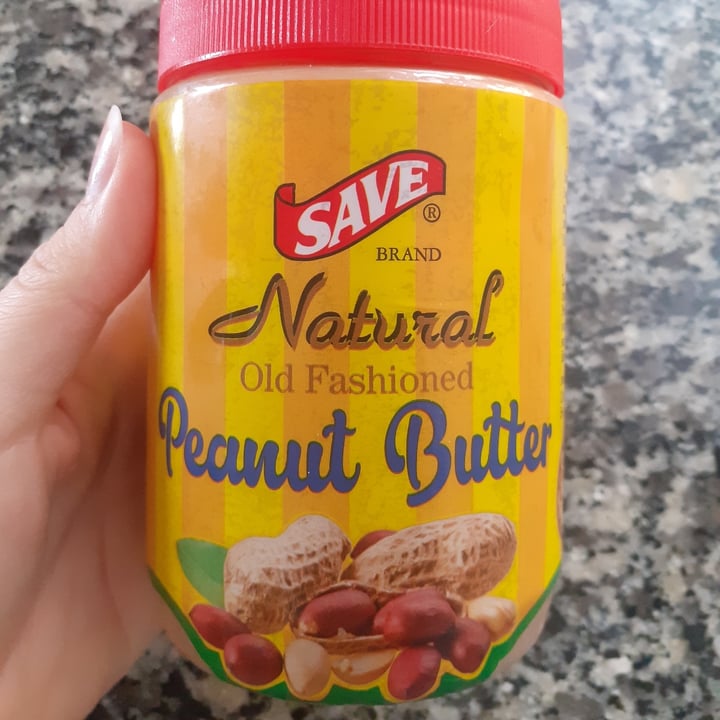 SAVE ®
BRAND
Natural
Old Fashioned
Peanut Butter